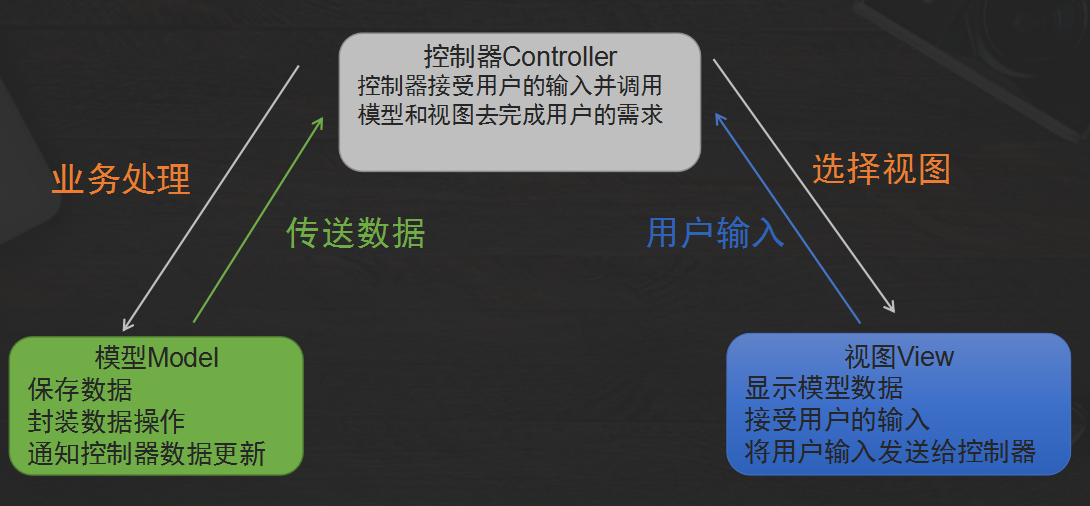 控制器Controller
控制器接受用户的输入并调用
模型和视图去完成用户的需求
业务处理
选择视图
传送数据
用户输入
模型Model
保存数据
封装数据操作
通知控制器数据更新
视图View
显示模型数据
接受用户的输入
将用户输入发送给控制器